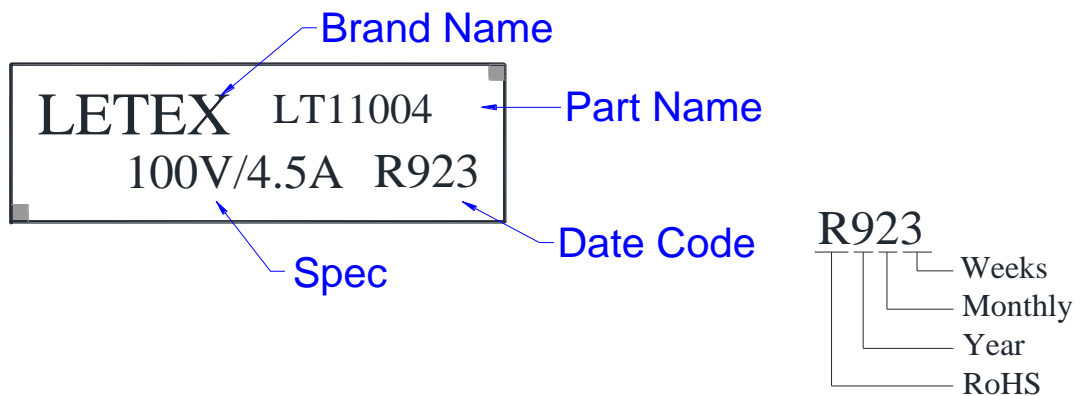 Brand Name
LETEX LT11004
Part Name
100V/4.5A R923
Date Code
Spec
R923
Weeks
Monthly
Year
RoHS